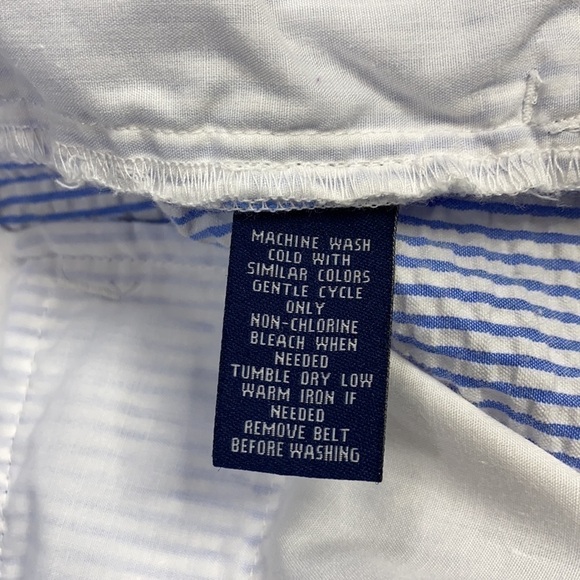 MACHINE WASH
COLD WITH
SIMILAR COLORS
GENTLE CYCLE
ONLY
NON-CHLORINE
BLEACH WHEN
NEEDED
TUMBLE DRY LOW
WARM IRON IF
NEEDED
REMOVE BELT
BEFORE WASHING